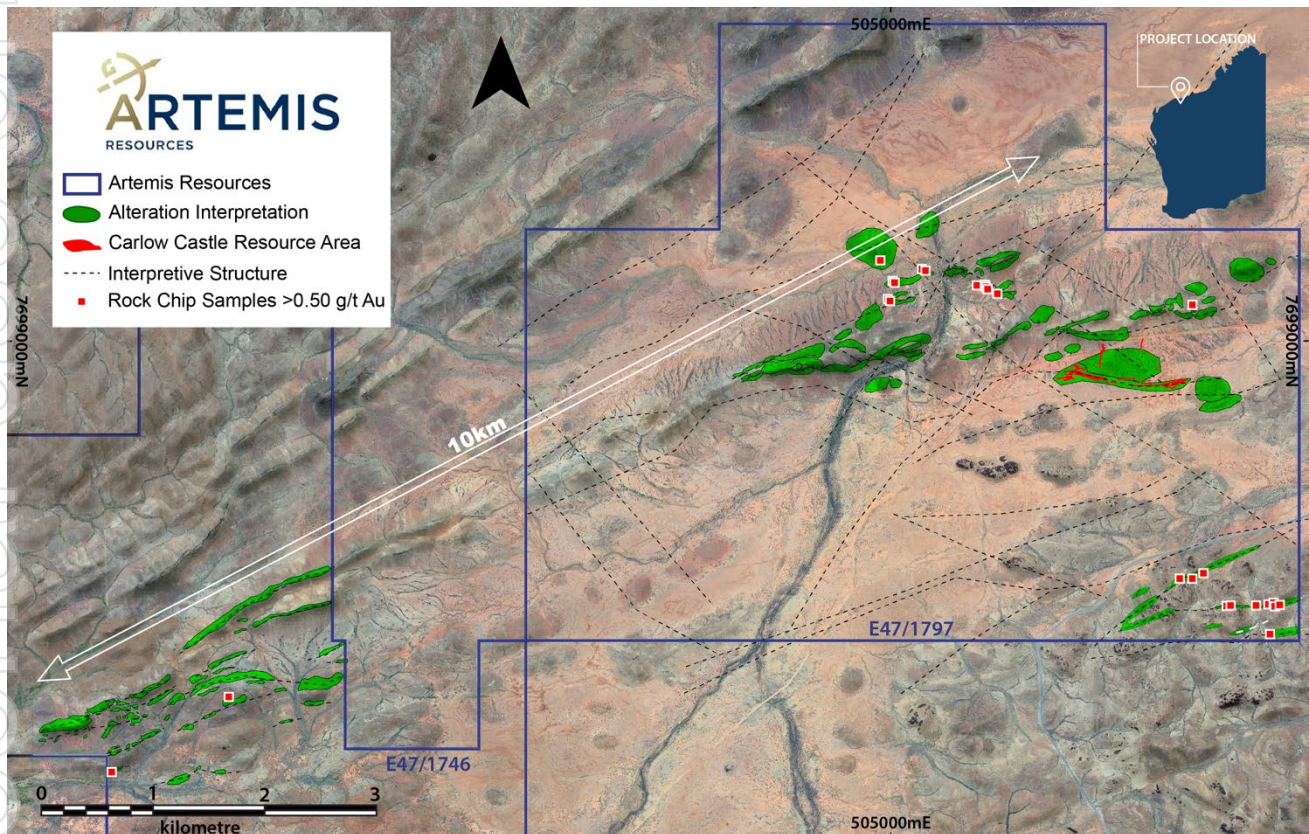 505000mE
PROJECT LOCATION
ARTEMIS
RESOURCES
Artemis Resources
Alteration Interpretation
Carlow Castle Resource Area
Interpretive Structure
Rock Chip Samples >0.50 g/t Au
7699000mN
7699000mN
10km
E47/1797
E47/1746
0 1 2 3
kilometre
505000mE